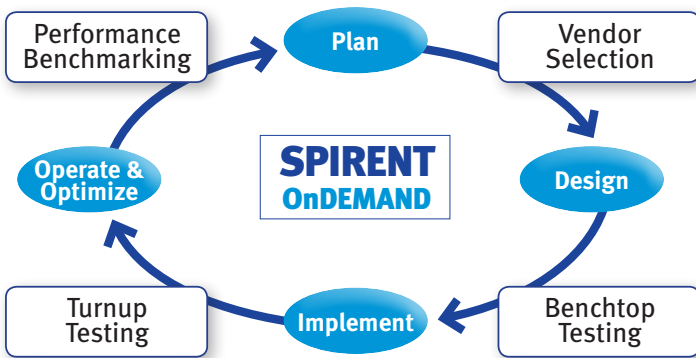 Performance
Benchmarking
Plan
Vendor
Selection
SPIRENT
OnDEMAND
Operate &
Optimize
Design
Turnup
Testing
Implement
Benchtop
Testing